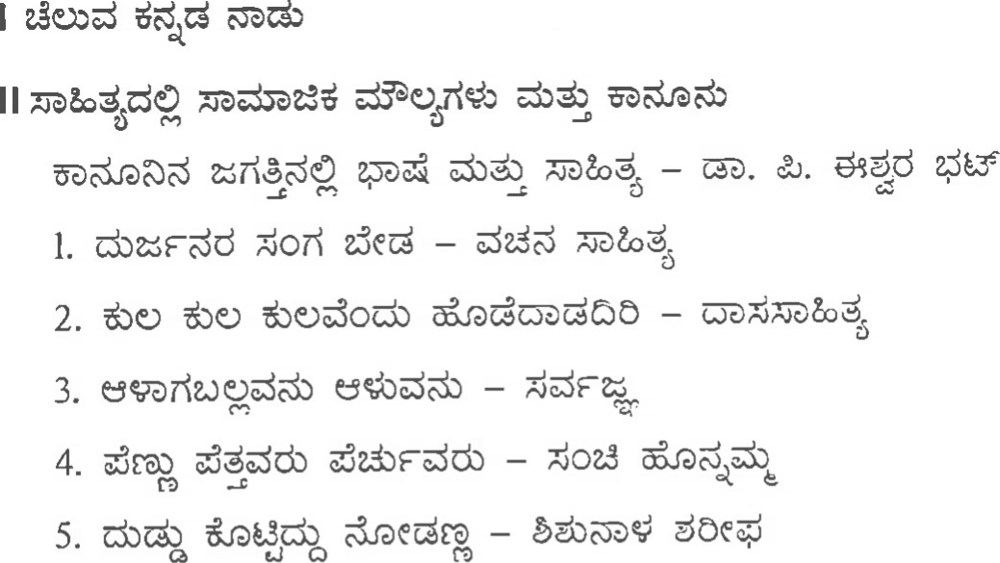 I ಚೆಲುವ ಕನ್ನಡ ನಾಡು
II ಸಾಹಿತ್ಯದಲ್ಲಿ ಸಾಮಾಜಿಕ ಮೌಲ್ಯಗಳು ಮತ್ತು ಕಾನೂನು
ಕಾನೂನಿನ ಜಗತ್ತಿನಲ್ಲಿ ಭಾಷೆ ಮತ್ತು ಸಾಹಿತ್ಯ – ಡಾ. ಪಿ. ಈಶ್ವರ ಭಟ್
1. ದುರ್ಜನರ ಸಂಗ ಬೇಡ – ವಚನ ಸಾಹಿತ್ಯ
2. ಕುಲ ಕುಲ ಕುಲವೆಂದು ಹೊಡೆದಾಡದಿರಿ – ದಾಸಸಾಹಿತ್ಯ
3. ಆಳಾಗಬಲ್ಲವನು ಆಳುವನು – ಸರ್ವಜ್ಞ
4. ಪೆಣ್ಣು ಪೆತ್ತವರು ಪೆರ್ಚುವರು – ಸಂಚಿ ಹೊನ್ನಮ್ಮ
5. ದುಡ್ಡು ಕೊಟ್ಟಿದ್ದು ನೋಡಣ್ಣ – ಶಿಶುನಾಳ ಶರೀಫ